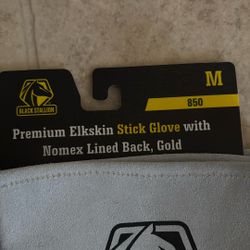 BLACK STALLION
M
850
Premium Elkskin Stick Glove with
Nomex Lined Back, Gold